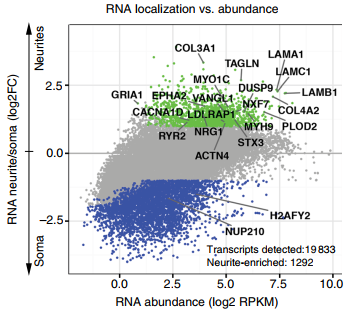 RNA localization vs. abundance
RNA neurite/soma (log2FC)
Neurites
Soma
2.5
0.0
−2.5
COL3A1
LAMA1
TAGLN
LAMC1
MYO1C
DUSP9
LAMB1
GRIA1
EPHA2
VANGL1
NXF7
COL4A2
CACNA1D
LDLRAP1
MYH9
PLOD2
RYR2
NRG1
STX3
ACTN4
H2AFY2
NUP210
Transcripts detected:19833
Neurite-enriched: 1292
0.0 2.5 5.0 7.5 10.0
RNA abundance (log2 RPKM)